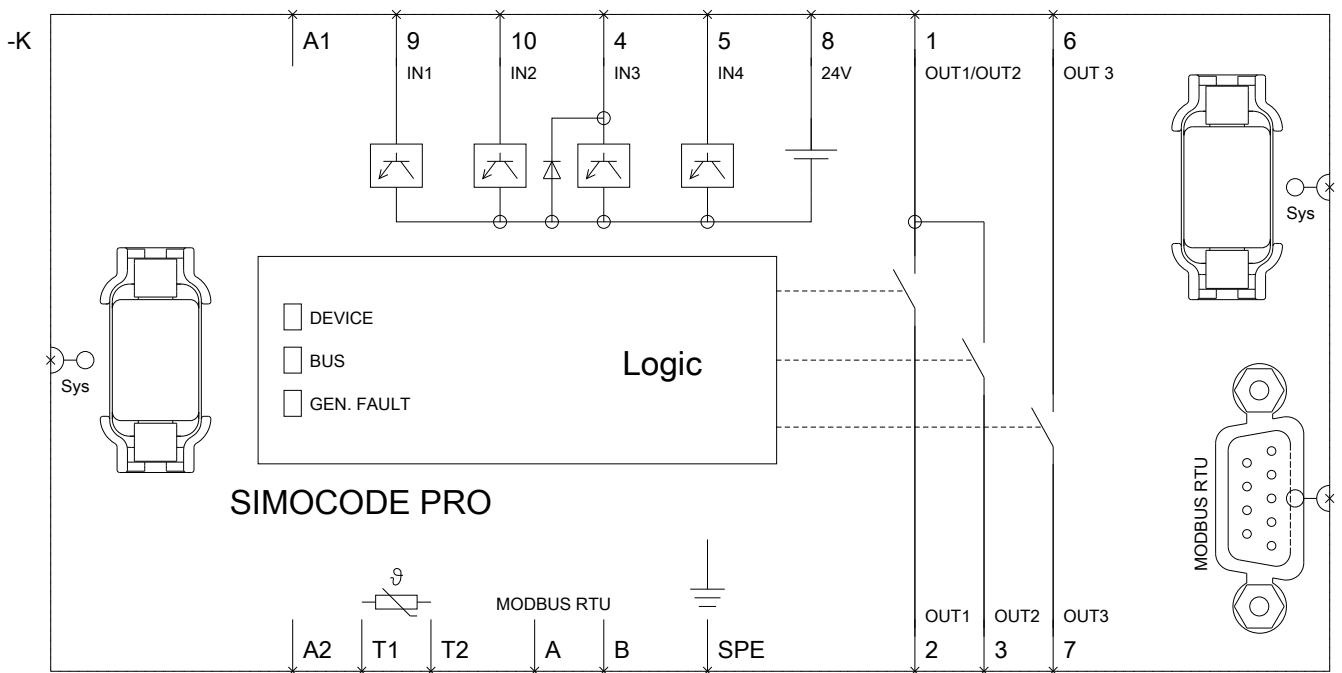 -K A1 9 10 4 5 8 1 6
IN1 IN2 IN3 IN4 24V OUT1/OUT2 OUT 3
Sys
DEVICE
BUS
Logic
Sys
GEN. FAULT
MODBUS RTU
SIMOCODE PRO
ϑ
MODBUS RTU
OUT1 OUT2 OUT3
A2 T1 T2 A B SPE 2 3 7